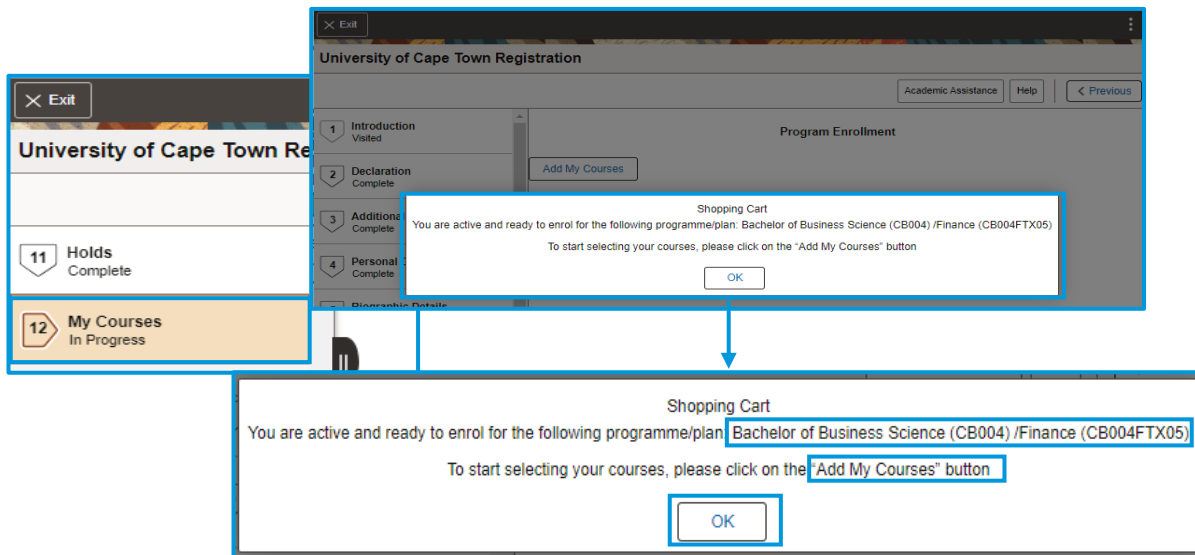 Exit
University of Cape Town Registration
Academic Assistance Help Previous
1 Introduction
Visited
2 Declaration
Complete
3 Additiona
Complete
4 Personal
Complete
Biographic Details
Program Enrollment
Add My Courses
Shopping Cart
You are active and ready to enrol for the following programme/plan: Bachelor of Business Science (CB004) /Finance (CB004FTX05)
To start selecting your courses, please click on the "Add My Courses" button
OK
Exit
University of Cape Town Re
11 Holds
Complete
12 My Courses
In Progress
Shopping Cart
You are active and ready to enrol for the following programme/plan: Bachelor of Business Science (CB004) /Finance (CB004FTX05)
To start selecting your courses, please click on the "Add My Courses" button
OK